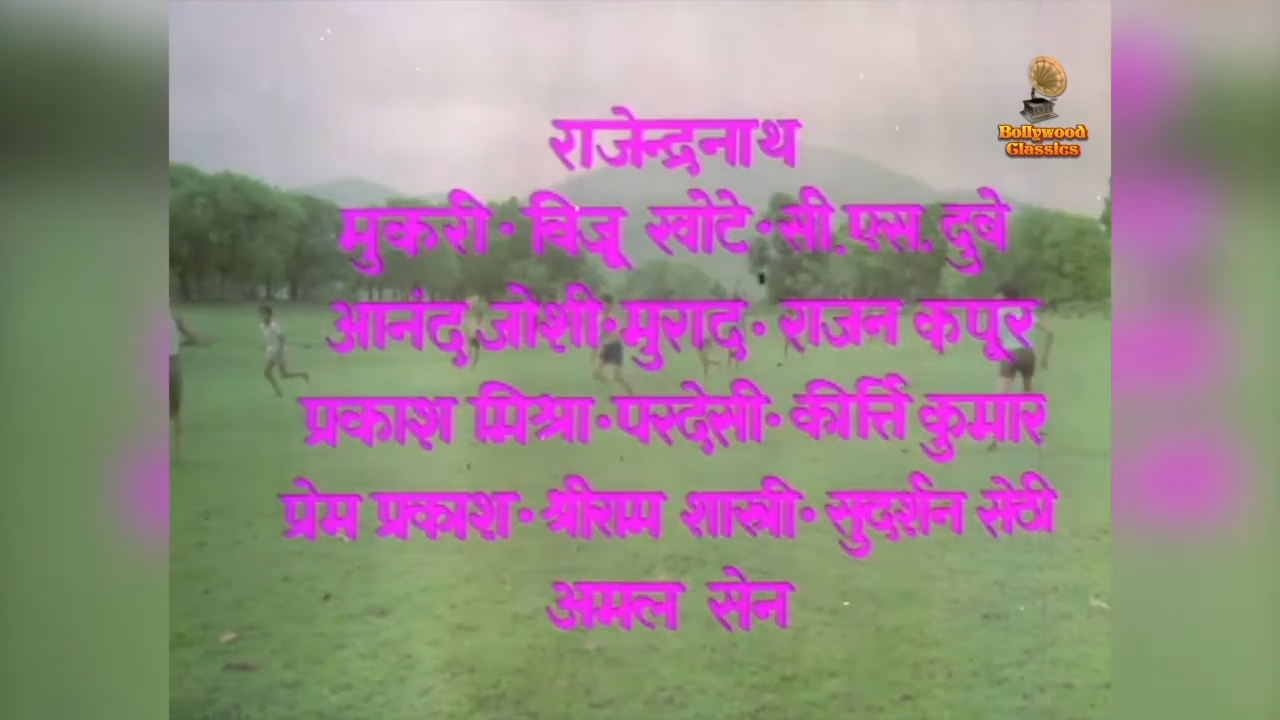 Bollywood
Classics
राजेन्द्रनाथ
मुकरी • विजू खोटे • सी.एस. दुबे
आनंद जोशी • मुराद • राजन कपूर
प्रकाश मिश्रा • परदेसी • कीर्त्ति कुमार
प्रेम प्रकाश • श्रीराम शास्त्री • सुदर्शन सेठी
अमल सेन